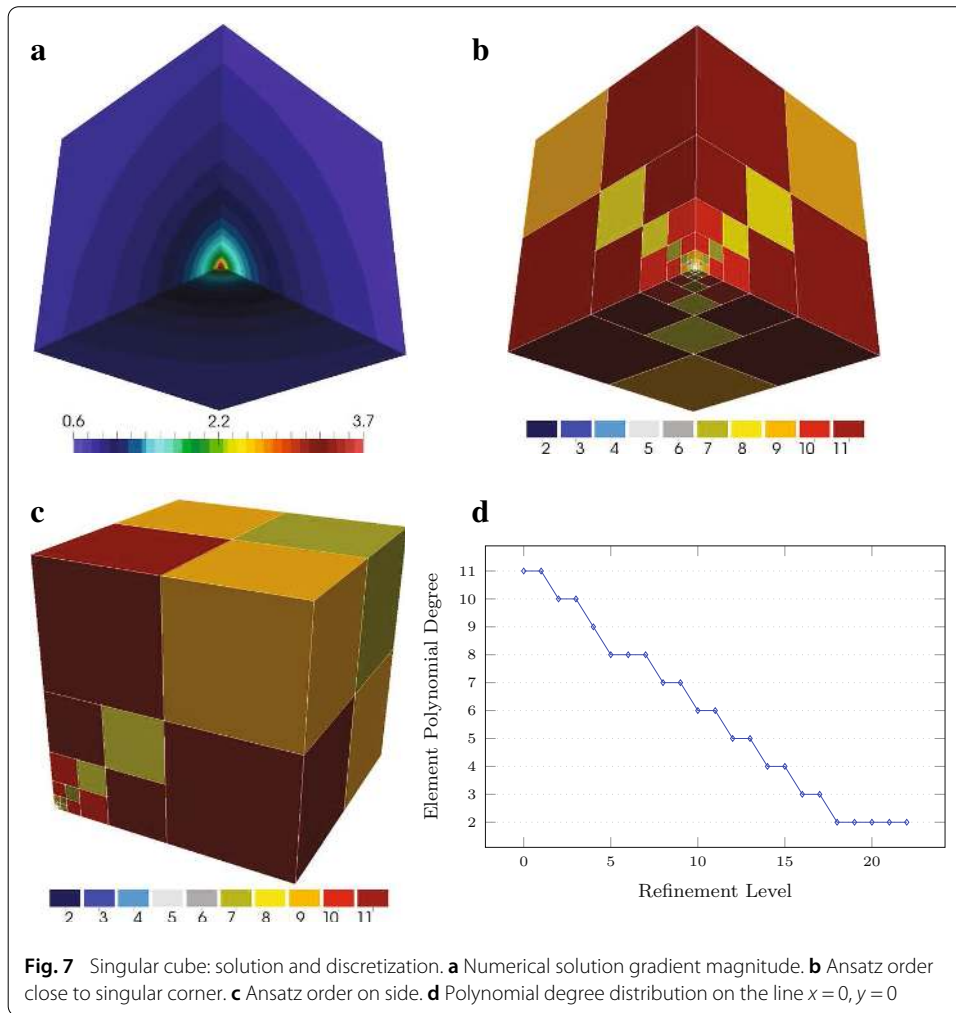 a
b
0.6 2.2 3.7
2 3 4 5 6 7 8 9 10 11
c
d
11
10
9
8
7
6
5
4
3
2
Element Polynomial Degree
0 5 10 15 20
Refinement Level
2 3 4 5 6 7 8 9 10 11
Fig. 7 Singular cube: solution and discretization. a Numerical solution gradient magnitude. b Ansatz order
close to singular corner. c Ansatz order on side. d Polynomial degree distribution on the line x = 0, y = 0